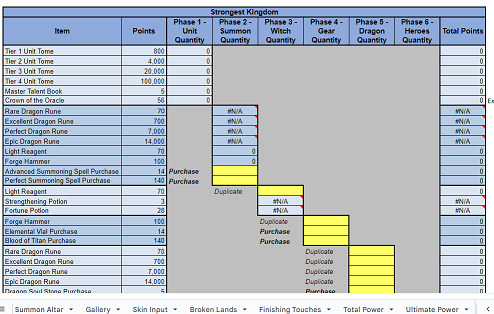 Strongest Kingdom
Item Points Phase 1 - Unit Quantity Phase 2 - Summon Quantity Phase 3 - Witch Quantity Phase 4 - Gear Quantity Phase 5 - Dragon Quantity Phase 6 - Heroes Quantity Total Points
Tier 1 Unit Tome 800 0 0
Tier 2 Unit Tome 4,000 0 0
Tier 3 Unit Tome 20,000 0 0
Tier 4 Unit Tome 100,000 0 0
Master Talent Book 5 0 0
Crown of the Oracle 56 0 0 Ex
Rare Dragon Rune 70 #N/A #N/A
Excellent Dragon Rune 700 #N/A #N/A
Perfect Dragon Rune 7,000 #N/A #N/A
Epic Dragon Rune 14,000 #N/A #N/A
Light Reagent 70 0 0
Forge Hammer 100 0 0
Advanced Summoning Spell Purchase 14 Purchase 0
Perfect Summoning Spell Purchase 140 Purchase 0
Light Reagent 70 Duplicate 0
Strengthening Potion 3 #N/A #N/A
Fortune Potion 28 #N/A #N/A
Forge Hammer 100 Duplicate 0
Elemental Vial Purchase 14 Purchase 0
Blood of Titan Purchase 140 Purchase 0
Rare Dragon Rune 70 Duplicate 0
Excellent Dragon Rune 700 Duplicate 0
Perfect Dragon Rune 7,000 Duplicate 0
Epic Dragon Rune 14,000 Duplicate 0
Dragon Soul Stone Purchase 5 Purchase 0
Summon Altar Gallery Skin Input Broken Lands Finishing Touches Total Power Ultimate Power